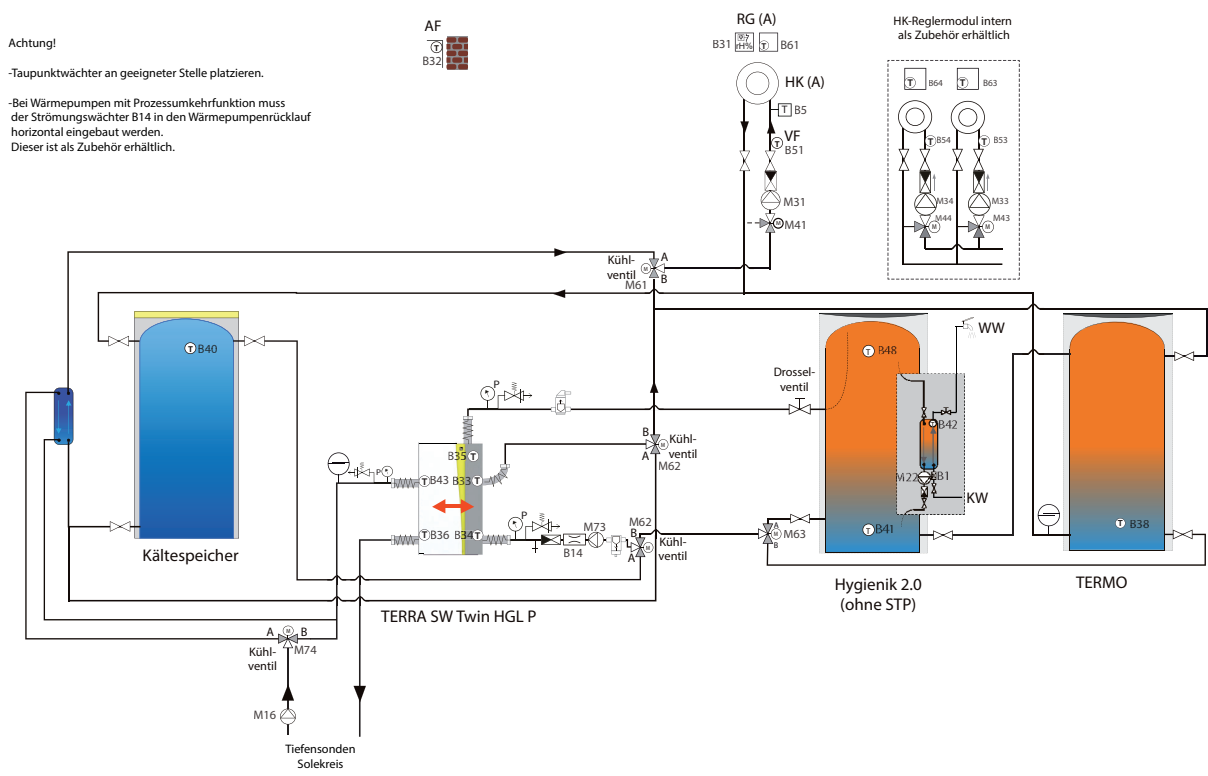 Achtung!
-Taupunktwächter an geeigneter Stelle platzieren.
-Bei Wärmepumpen mit Prozessumkehrfunktion muss
der Strömungswächter B14 in den Wärmepumpenrücklauf
horizontal eingebaut werden.
Dieser ist als Zubehör erhältlich.
AF
T
B32
RG (A)
B31
rH%
T
B61
HK (A)
T
B5
VF
T
B51
M31
M
M41
HK-Reglermodul intern
als Zubehör erhältlich
T
B64
T
B63
T
B54
T
B53
M34
M33
M
M44
M
M43
Kühl-
ventil
M
A
B
M61
T
B40
Kältespeicher
P
B35
T
T
B43
B33
T
T
B36
B34
T
P
P
B14
M73
TERRA SW Twin HGL P
B
A
M
Kühl-
ventil
M62
M62
B
A
M
Kühl-
ventil
A
M
B
M63
Drossel-
ventil
T
B48
T
B41
T
B42
M22
B1
WW
KW
Hygienik 2.0
(ohne STP)
T
B38
TERMO
A
M
B
M74
Kühl-
ventil
M16
Tiefensonden
Solekreis